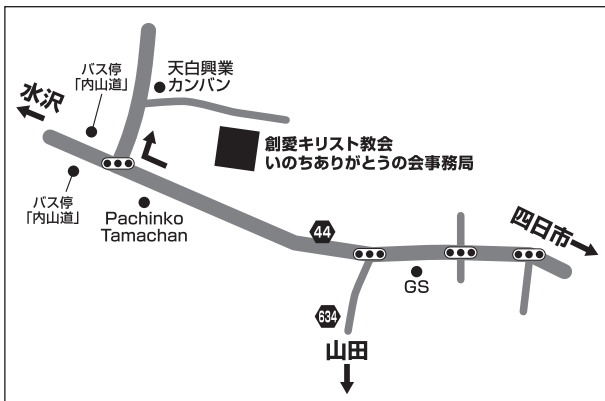 バス停
「内山道」
天白興業
カンバン
水沢
創愛キリスト教会
いのちありがとうの会事務局
バス停
「内山道」
Pachinko
Tamachan
44
四日市
GS
634
山田